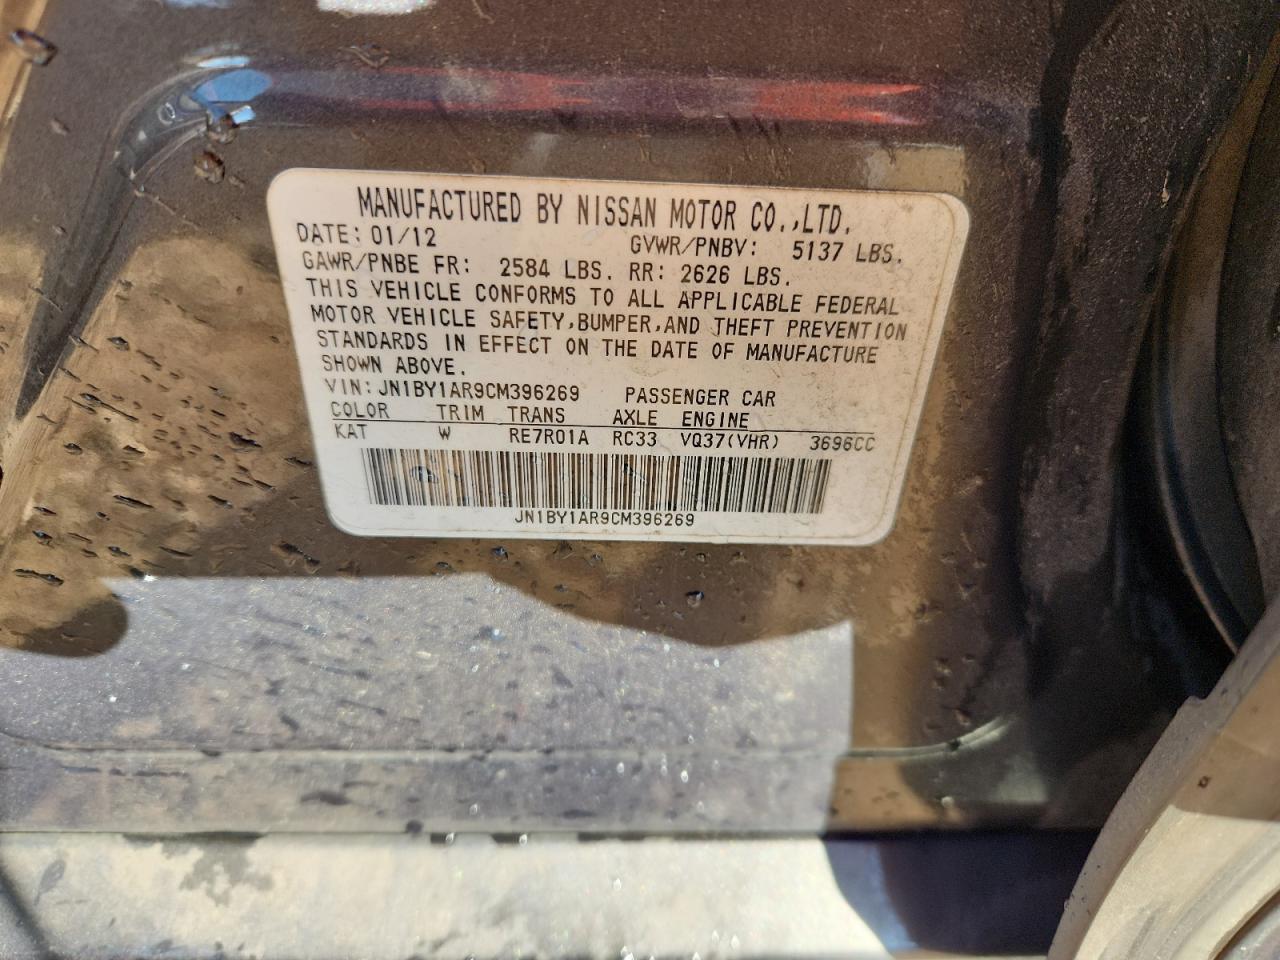 MANUFACTURED BY NISSAN MOTOR CO.,LTD.
DATE: 01/12 GVWR/PNBV: 5137 LBS.
GAWR/PNBE FR: 2584 LBS. RR: 2626 LBS.
THIS VEHICLE CONFORMS TO ALL APPLICABLE FEDERAL
MOTOR VEHICLE SAFETY,BUMPER,AND THEFT PREVENTION
STANDARDS IN EFFECT ON THE DATE OF MANUFACTURE
SHOWN ABOVE.
VIN: JN1BY1AR9CM396269 PASSENGER CAR
COLOR TRIM TRANS AXLE ENGINE
KAT W RE7R01A RC33 VQ37(VHR) 3696CC
JN1BY1AR9CM396269